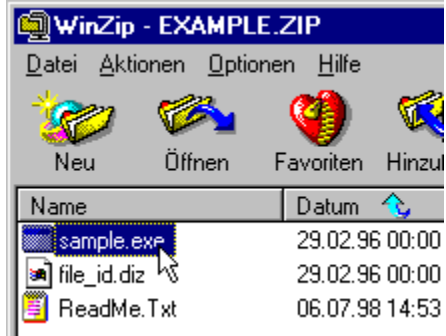 WinZip - EXAMPLE.ZIP
Datei Aktionen Optionen Hilfe
Neu Öffnen Favoriten
Name Datum
sample.exe 29.02.96 00:00
file_id.diz 29.02.96 00:00
ReadMe.Txt 06.07.98 14:53